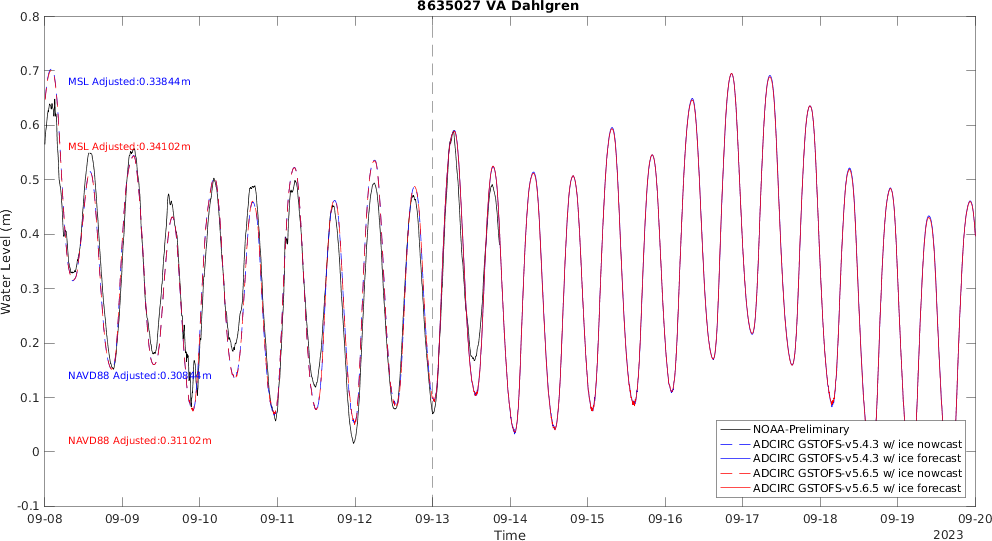 8635027 VA Dahlgren
0.8
0.7
0.6
0.5
0.4
0.3
0.2
0.1
0
-0.1
Water Level (m)
MSL Adjusted:0.33844m
MSL Adjusted:0.34102m
NAVD88 Adjusted:0.30844m
NAVD88 Adjusted:0.31102m
NOAA-Preliminary
ADCIRC GSTOFS-v5.4.3 w/ ice nowcast
ADCIRC GSTOFS-v5.4.3 w/ ice forecast
ADCIRC GSTOFS-v5.6.5 w/ ice nowcast
ADCIRC GSTOFS-v5.6.5 w/ ice forecast
09-08 09-09 09-10 09-11 09-12 09-13 09-14 09-15 09-16 09-17 09-18 09-19 09-20
Time
2023